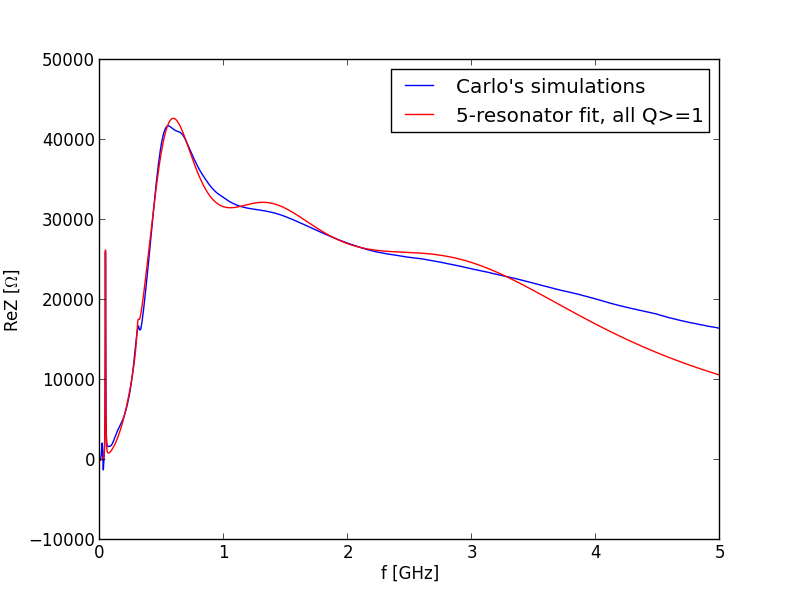 50000
40000
30000
20000
10000
0
−10000
ReZ [Ω]
0 1 2 3 4 5
f [GHz]
Carlo's simulations
5-resonator fit, all Q>=1